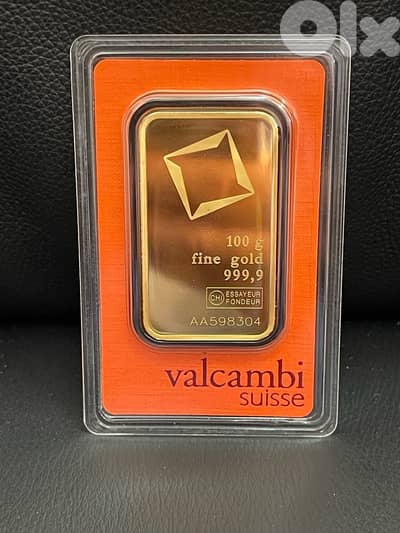 OLX
100 g
fine gold
999,9
CHI ESSAYEUR
FONDEUR
AA598304
valcambi
suisse